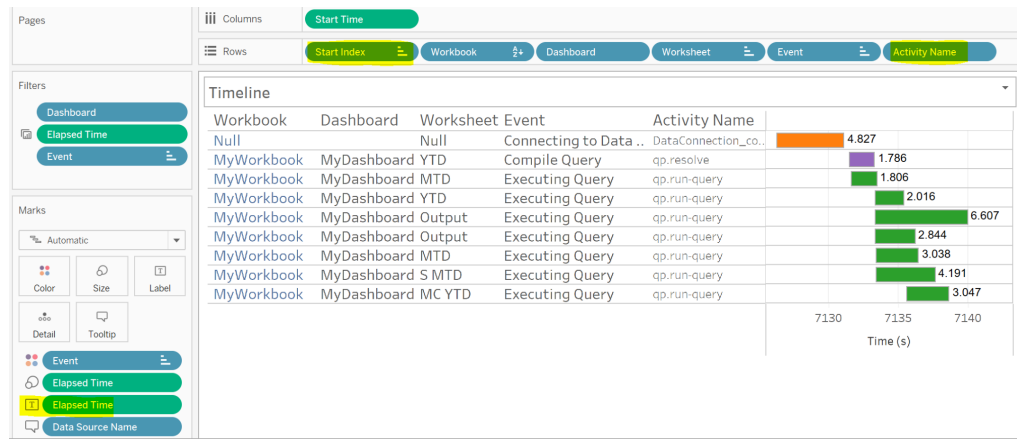 Pages
Columns
Start Time
Rows
Start Index
Workbook
Dashboard
Worksheet
Event
Activity Name
Filters
Dashboard
Elapsed Time
Event
Marks
Automatic
Color
Size
Label
Detail
Tooltip
Event
Elapsed Time
Elapsed Time
Data Source Name
Timeline
Workbook Dashboard Worksheet Event Activity Name
Null Null Connecting to Data .. DataConnection_co.. 4.827
MyWorkbook MyDashboard YTD Compile Query qp.resolve 1.786
MyWorkbook MyDashboard MTD Executing Query qp.run-query 1.806
MyWorkbook MyDashboard YTD Executing Query qp.run-query 2.016
MyWorkbook MyDashboard Output Executing Query qp.run-query 6.607
MyWorkbook MyDashboard Output Executing Query qp.run-query 2.844
MyWorkbook MyDashboard MTD Executing Query qp.run-query 3.038
MyWorkbook MyDashboard S MTD Executing Query qp.run-query 4.191
MyWorkbook MyDashboard MC YTD Executing Query qp.run-query 3.047
7130 7135 7140
Time (s)